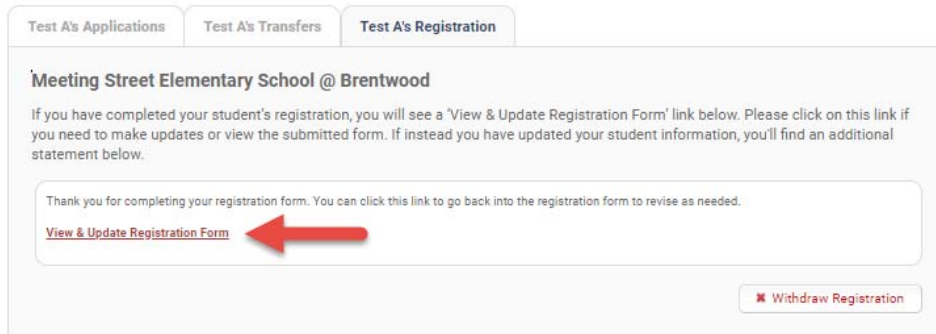 Test A's Applications
Test A's Transfers
Test A's Registration
Meeting Street Elementary School @ Brentwood
If you have completed your student's registration, you will see a 'View & Update Registration Form' link below. Please click on this link if
you need to make updates or view the submitted form. If instead you have updated your student information, you'll find an additional
statement below.
Thank you for completing your registration form. You can click this link to go back into the registration form to revise as needed.
View & Update Registration Form
✖ Withdraw Registration